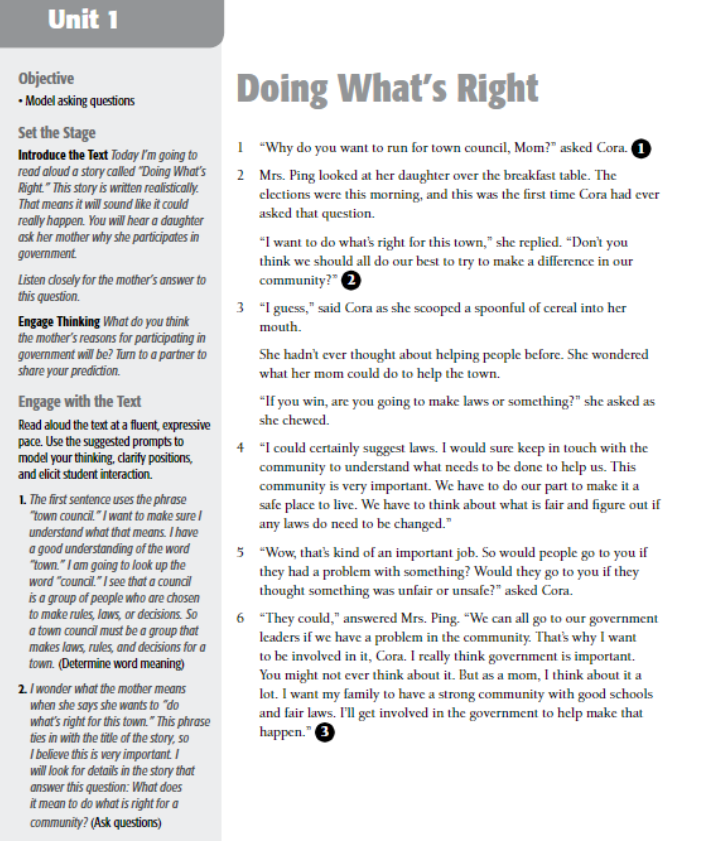 Unit 1
Objective
• Model asking questions
Set the Stage
Introduce the Text Today I'm going to
read aloud a story called "Doing What's
Right." This story is written realistically.
That means it will sound like it could
really happen. You will hear a daughter
ask her mother why she participates in
government.
Listen closely for the mother's answer to
this question.
Engage Thinking What do you think
the mother's reasons for participating in
government will be? Turn to a partner to
share your prediction.
Engage with the Text
Read aloud the text at a fluent, expressive
pace. Use the suggested prompts to
model your thinking, clarify positions,
and elicit student interaction.
1. The first sentence uses the phrase
"town council." I want to make sure I
understand what that means. I have
a good understanding of the word
"town." I am going to look up the
word "council." I see that a council
is a group of people who are chosen
to make rules, laws, or decisions. So
a town council must be a group that
makes laws, rules, and decisions for a
town. (Determine word meaning)
2. I wonder what the mother means
when she says she wants to "do
what's right for this town." This phrase
ties in with the title of the story, so
I believe this is very important. I
will look for details in the story that
answer this question: What does
it mean to do what is right for a
community? (Ask questions)
Doing What's Right
1 "Why do you want to run for town council, Mom?" asked Cora. 1
2 Mrs. Ping looked at her daughter over the breakfast table. The
elections were this morning, and this was the first time Cora had ever
asked that question.
"I want to do what's right for this town," she replied. "Don't you
think we should all do our best to try to make a difference in our
community?" 2
3 "I guess," said Cora as she scooped a spoonful of cereal into her
mouth.
She hadn't ever thought about helping people before. She wondered
what her mom could do to help the town.
"If you win, are you going to make laws or something?" she asked as
she chewed.
4 "I could certainly suggest laws. I would sure keep in touch with the
community to understand what needs to be done to help us. This
community is very important. We have to do our part to make it a
safe place to live. We have to think about what is fair and figure out if
any laws do need to be changed."
5 "Wow, that's kind of an important job. So would people go to you if
they had a problem with something? Would they go to you if they
thought something was unfair or unsafe?" asked Cora.
6 "They could," answered Mrs. Ping. "We can all go to our government
leaders if we have a problem in the community. That's why I want
to be involved in it, Cora. I really think government is important.
You might not ever think about it. But as a mom, I think about it a
lot. I want my family to have a strong community with good schools
and fair laws. I'll get involved in the government to help make that
happen." 3